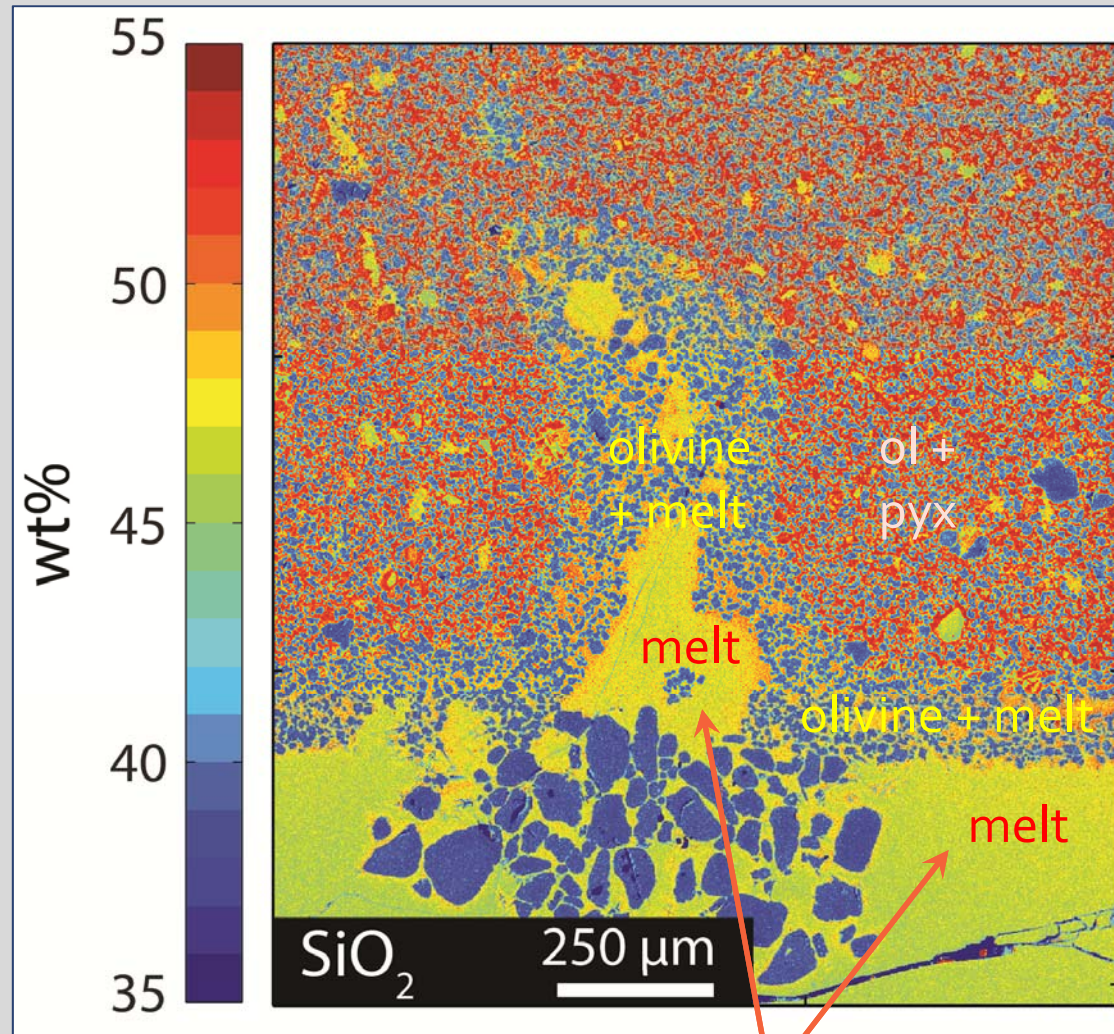 55
50
45
40
35
wt%
olivine
+ melt
ol +
pyx
melt
olivine + melt
melt
SiO₂
250 µm